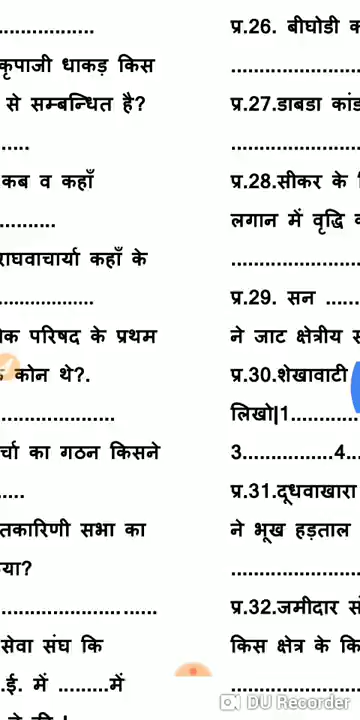 ...................
कृपाजी धाकड़ किस
से सम्बन्धित है?
.....
कब व कहाँ
...........
राघवाचार्या कहाँ के
...................
परिषद के प्रथम
कोन थे?.
.......................
का गठन किसने
.....
सभा का
या?
................................
सेवा संघ कि
.ई. में ..........में
प्र.26. बीघोडी
..........................
प्र.27.डाबडा कांड
..........................
प्र.28.सीकर के
लगान में वृद्धि
..........................
प्र.29. सन ......
ने जाट क्षेत्रीय
प्र.30.शेखावाटी
लिखो|1..............
3..................4...
प्र.31.दूधवाखारा
ने भूख हड़ताल
..........................
प्र.32.जमीदार
किस क्षेत्र के
..........................
DU Recorder